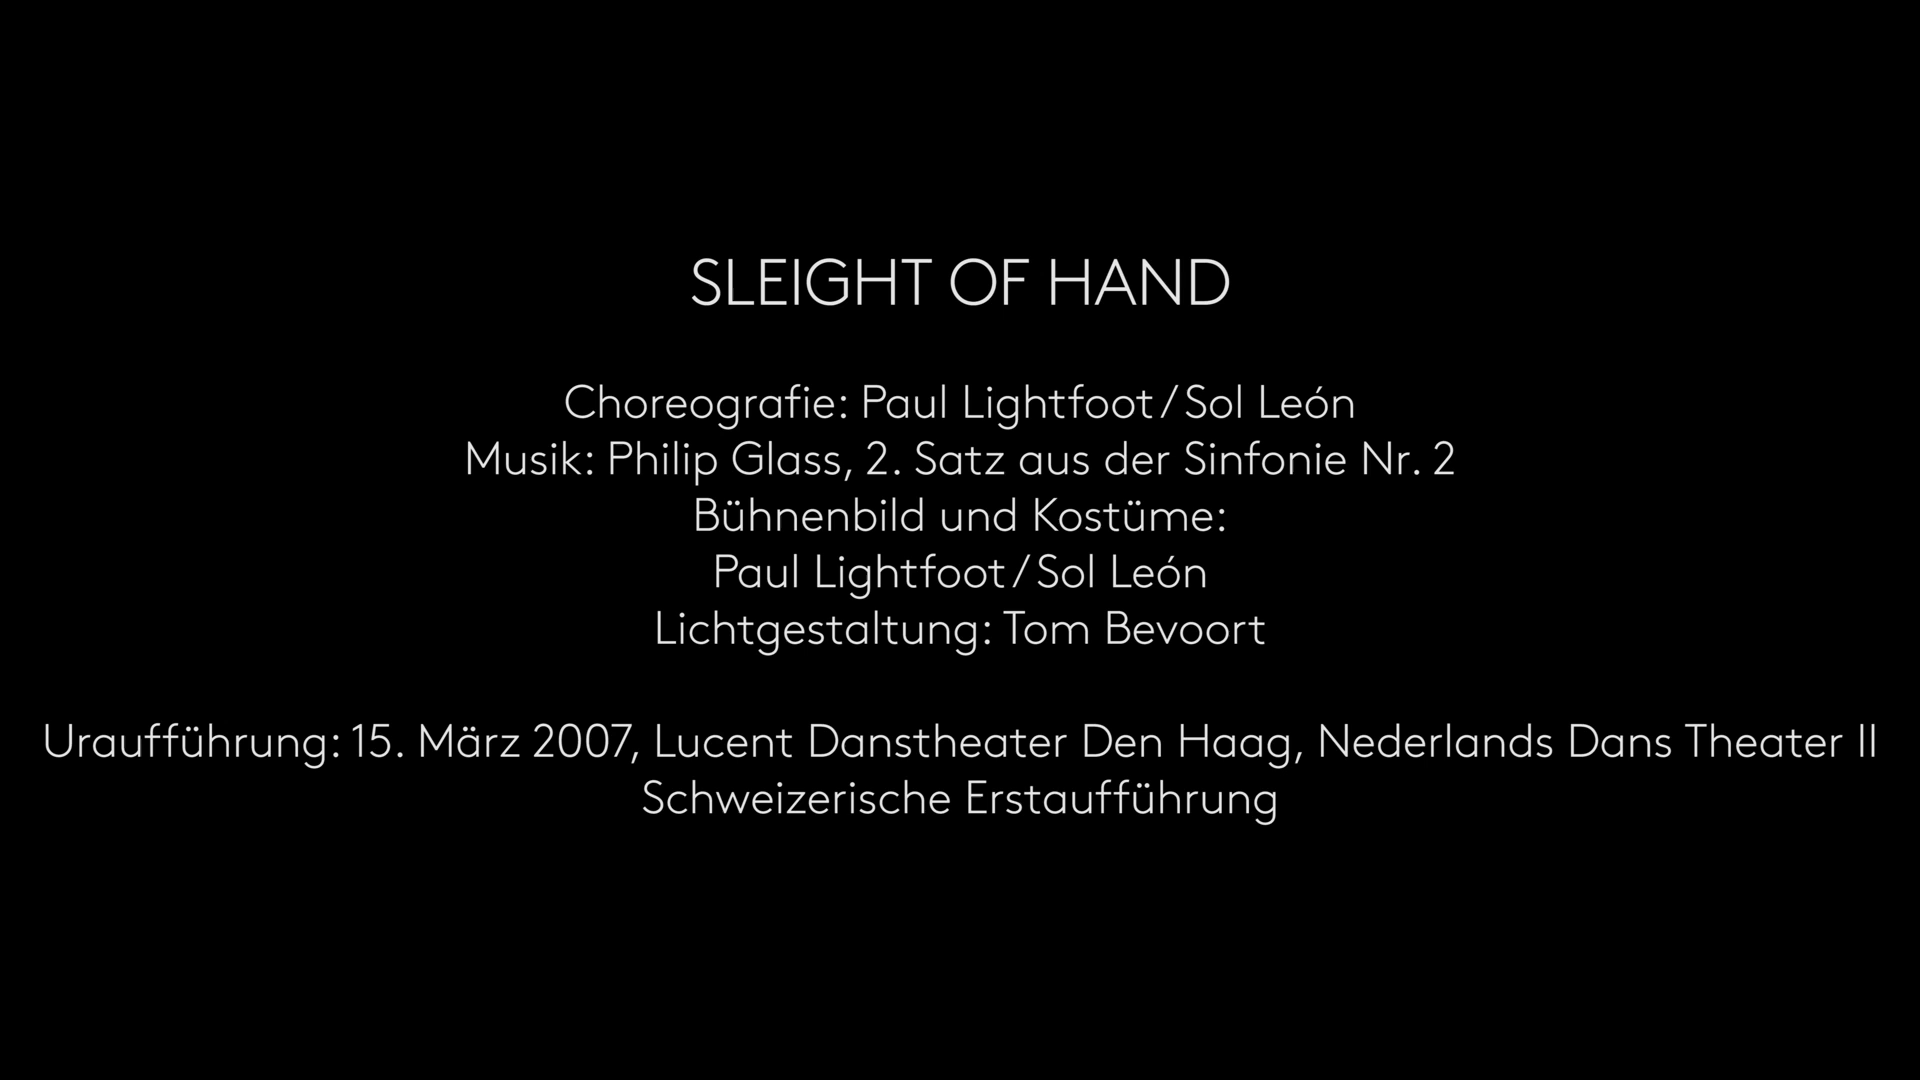 SLEIGHT OF HAND
Choreografie: Paul Lightfoot / Sol León
Musik: Philip Glass, 2. Satz aus der Sinfonie Nr. 2
Bühnenbild und Kostüme:
Paul Lightfoot / Sol León
Lichtgestaltung: Tom Bevoort
Uraufführung: 15. März 2007, Lucent Danstheater Den Haag, Nederlands Dans Theater II
Schweizerische Erstaufführung